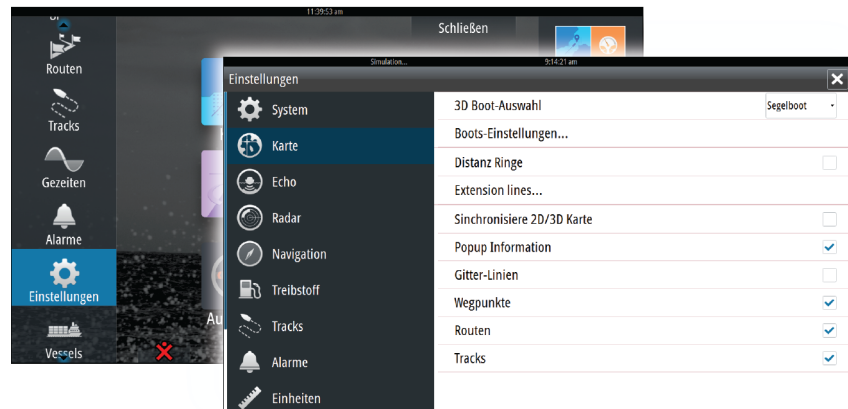 11:39:53 am
Schließen
Routen
Tracks
Gezeiten
Alarme
Einstellungen
Vessels
Au
Simulation...
9:14:21 am
Einstellungen
System
Karte
Echo
Radar
Navigation
Treibstoff
Tracks
Alarme
Einheiten
3D Boot-Auswahl
Segelboot
Boots-Einstellungen...
Distanz Ringe
Extension lines...
Sinchronisiere 2D/3D Karte
Popup Information
Gitter-Linien
Wegpunkte
Routen
Tracks